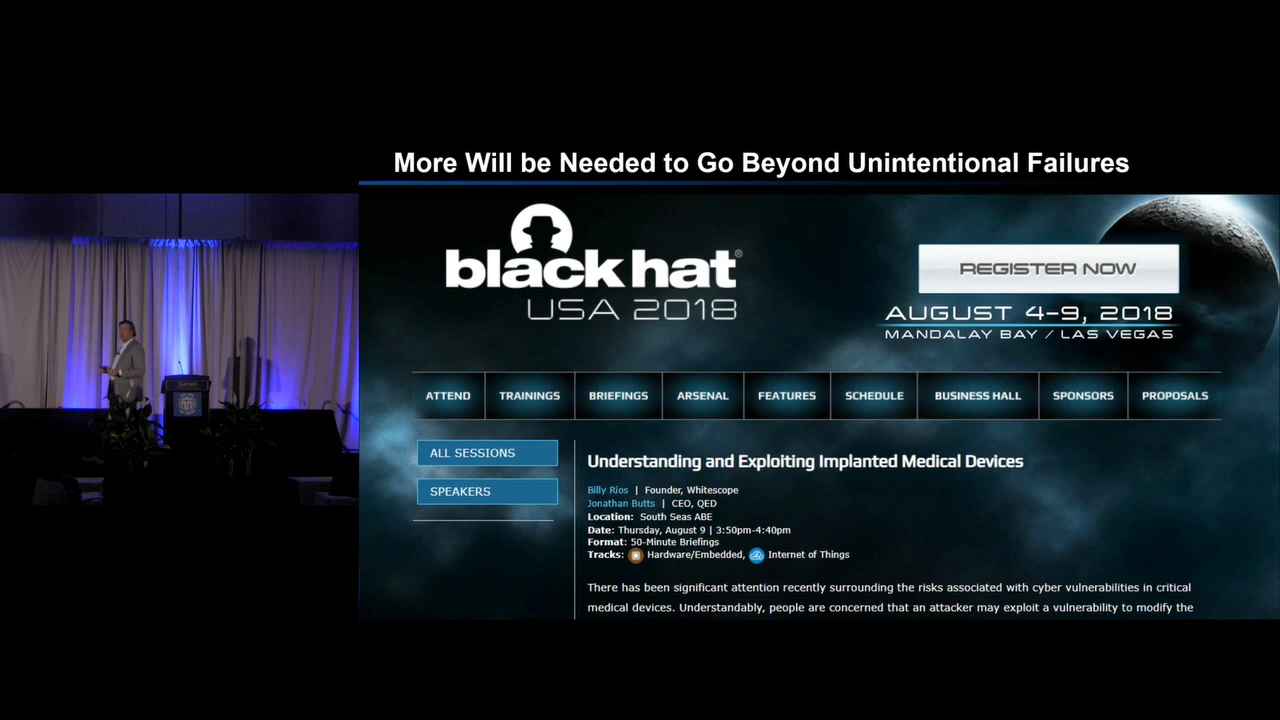 More Will be Needed to Go Beyond Unintentional Failures
black hat®
USA 2018
REGISTER NOW
AUGUST 4-9, 2018
MANDALAY BAY / LAS VEGAS
ATTEND TRAININGS BRIEFINGS ARSENAL FEATURES SCHEDULE BUSINESS HALL SPONSORS PROPOSALS
ALL SESSIONS
SPEAKERS
Understanding and Exploiting Implanted Medical Devices
Billy Rios | Founder, Whitescope
Jonathan Butts | CEO, QED
Location: South Seas ABE
Date: Thursday, August 9 | 3:50pm-4:40pm
Format: 50-Minute Briefings
Tracks: Hardware/Embedded, Internet of Things
There has been significant attention recently surrounding the risks associated with cyber vulnerabilities in critical
medical devices. Understandably, people are concerned that an attacker may exploit a vulnerability to modify the